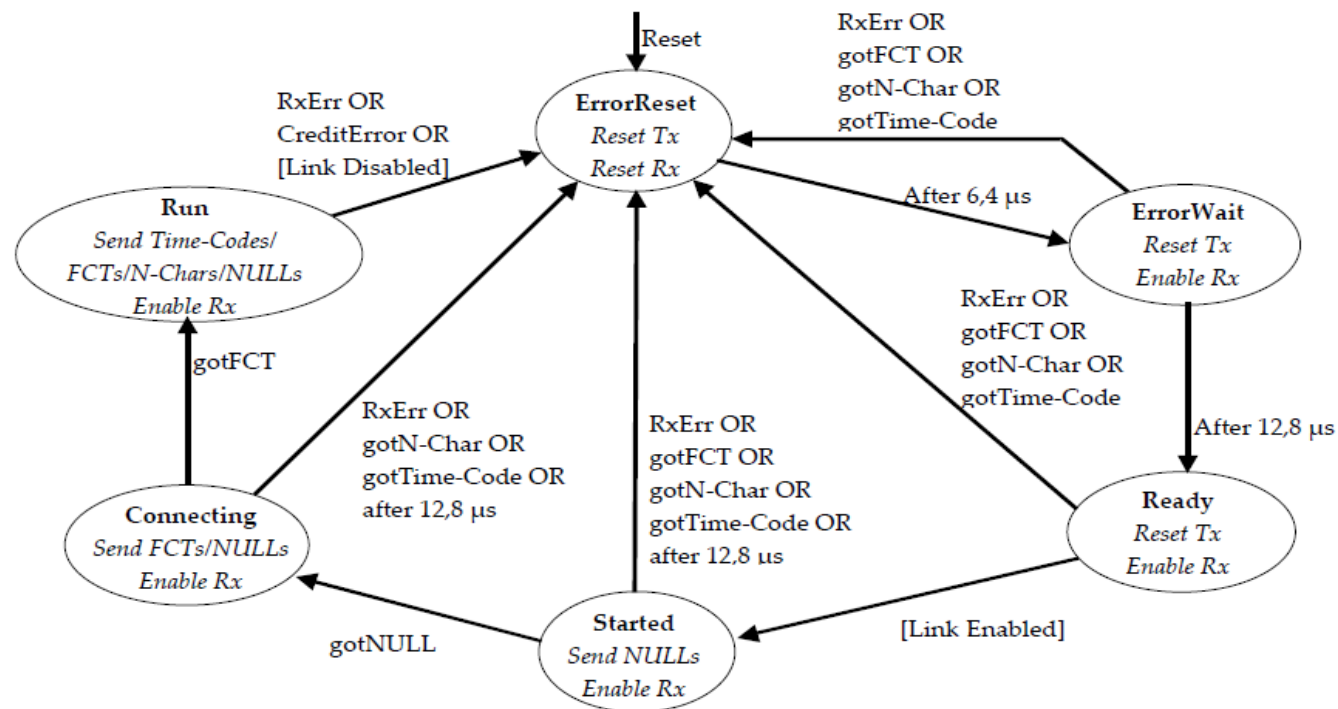 Reset
ErrorReset
Reset Tx
Reset Rx
RxErr OR
gotFCT OR
gotN-Char OR
gotTime-Code
RxErr OR
CreditError OR
[Link Disabled]
Run
Send Time-Codes/
FCTs/N-Chars/NULLs
Enable Rx
After 6,4 µs
ErrorWait
Reset Tx
Enable Rx
gotFCT
RxErr OR
gotN-Char OR
gotTime-Code OR
after 12,8 µs
RxErr OR
gotFCT OR
gotN-Char OR
gotTime-Code OR
after 12,8 µs
RxErr OR
gotFCT OR
gotN-Char OR
gotTime-Code
After 12,8 µs
Connecting
Send FCTs/NULLs
Enable Rx
Ready
Reset Tx
Enable Rx
gotNULL
Started
Send NULLs
Enable Rx
[Link Enabled]